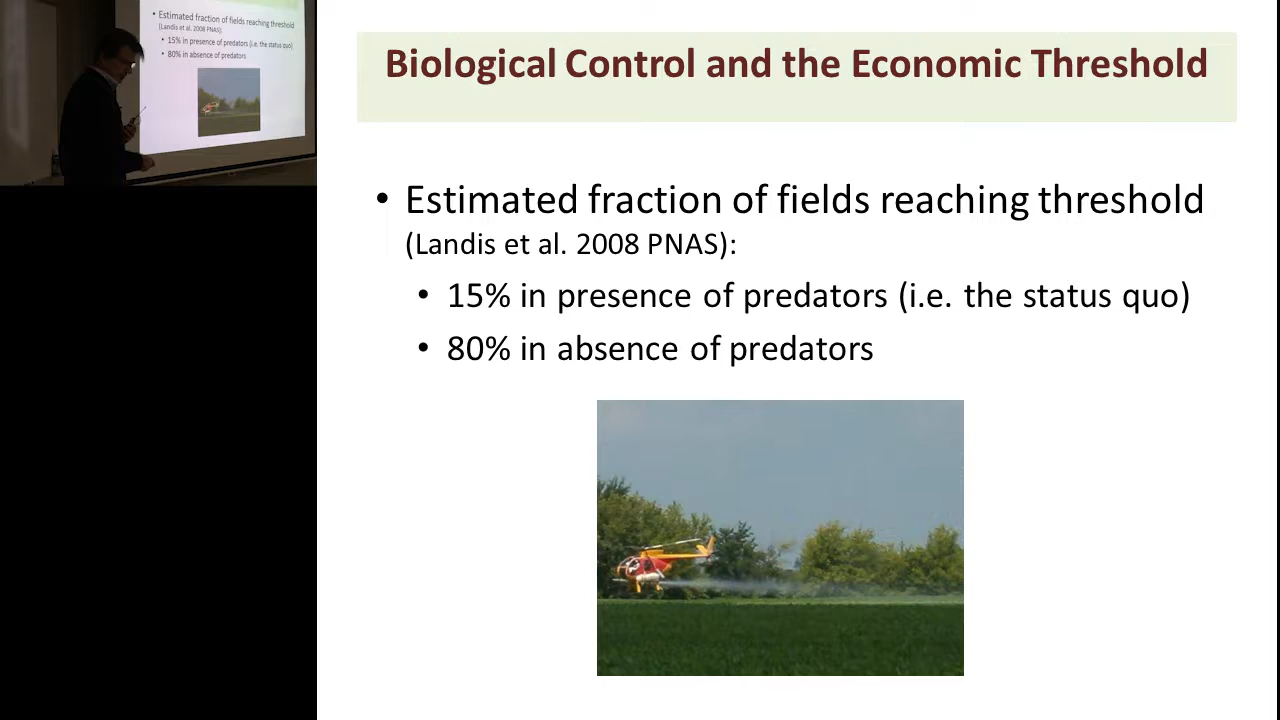 Estimated fraction of fields reaching threshold
(Landis et al. 2008 PNAS):
15% in presence of predators (i.e. the status quo)
80% in absence of predators
Biological Control and the Economic Threshold
• Estimated fraction of fields reaching threshold
(Landis et al. 2008 PNAS):
• 15% in presence of predators (i.e. the status quo)
• 80% in absence of predators